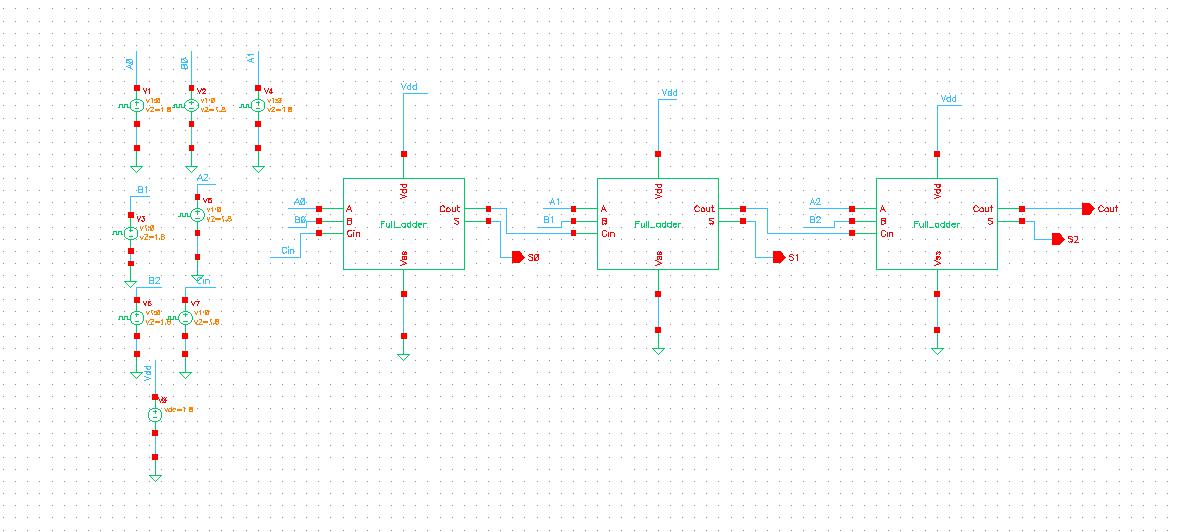 A0
B0
A1
V1
v1:0
v2=1.8
V2
v1:0
v2=1.8
V4
v1:0
v2=1.8
B1
V3
v1:0
v2=1.8
A2
v1:0
v2=1.8
B2
v1:0
v2=1.8
Cin
V7
v1:0
v2=1.8
Vdd
vdc=1.8
Vdd
Vdd
A0
A
B0
B
Cin
Cin
Cout
S
Full_adder
Vss
S0
Vdd
Vdd
A1
A
B1
B
Cin
Cout
S
Full_adder
Vss
S1
Vdd
Vdd
A2
A
B2
B
Cin
Cout
S
Full_adder
Vss
Cout
S2